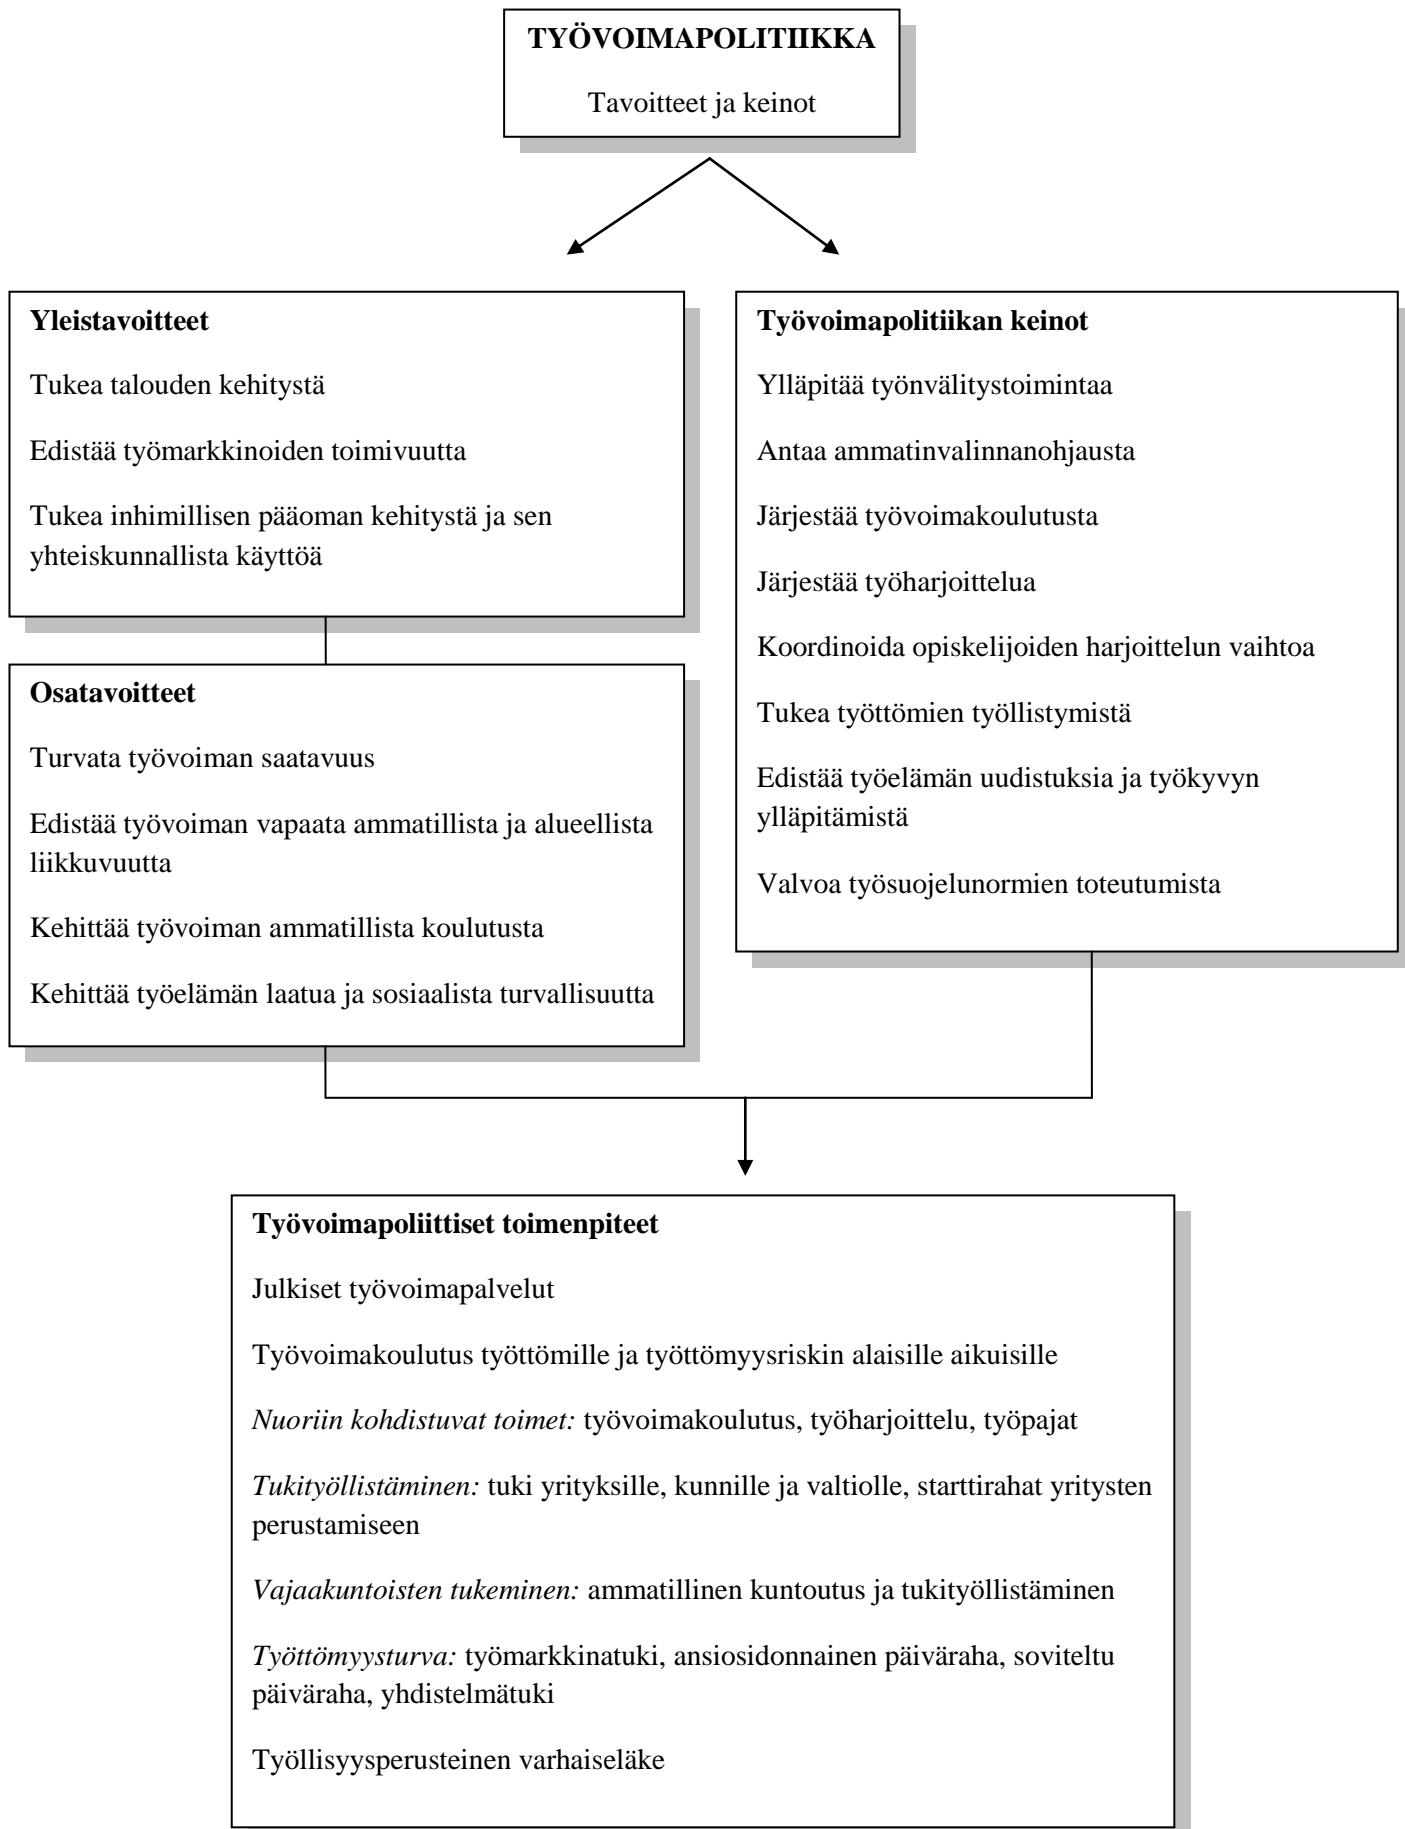 TYÖVOIMAPOLITIIKKA
Tavoitteet ja keinot
Yleistavoitteet
Tukea talouden kehitystä
Edistää työmarkkinoiden toimivuutta
Tukea inhimillisen pääoman kehitystä ja sen
yhteiskunnallista käyttöä
Osatavoitteet
Turvata työvoiman saatavuus
Edistää työvoiman vapaata ammatillista ja alueellista
liikkuvuutta
Kehittää työvoiman ammatillista koulutusta
Kehittää työelämän laatua ja sosiaalista turvallisuutta
Työvoimapolitiikan keinot
Ylläpitää työnvälitystoimintaa
Antaa ammatinvalinnanohjausta
Järjestää työvoimakoulutusta
Järjestää työharjoittelua
Koordinoida opiskelijoiden harjoittelun vaihtoa
Tukea työttömien työllistymistä
Edistää työelämän uudistuksia ja työkyvyn
ylläpitämistä
Valvoa työsuojelunormien toteutumista
Työvoimapoliittiset toimenpiteet
Julkiset työvoimapalvelut
Työvoimakoulutus työttömille ja työttömyysriskin alaisille aikuisille
Nuoriin kohdistuvat toimet: työvoimakoulutus, työharjoittelu, työpajat
Tukityöllistäminen: tuki yrityksille, kunnille ja valtiolle, starttirahat yritysten
perustamiseen
Vajaakuntoisten tukeminen: ammatillinen kuntoutus ja tukityöllistäminen
Työttömyysturva: työmarkkinatuki, ansiosidonnainen päiväraha, soviteltu
päiväraha, yhdistelmätuki
Työllisyysperusteinen varhaiseläke